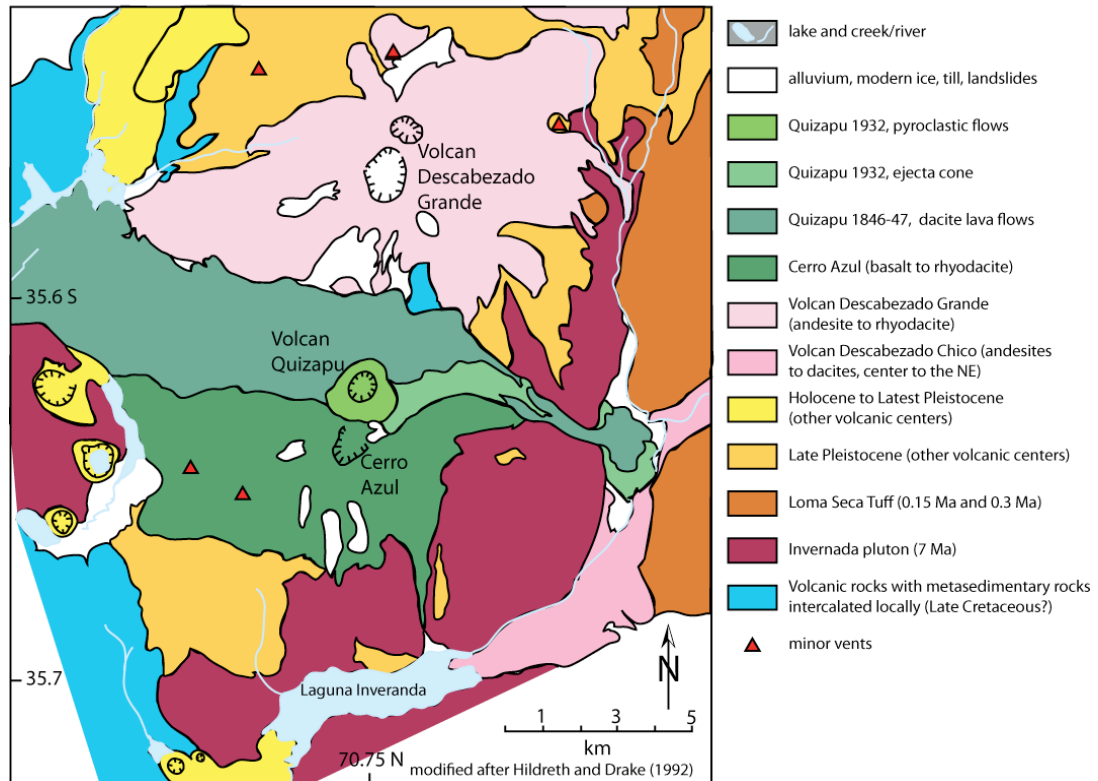 Volcan
Descabezado
Grande
35.6 S
Volcan
Quizapu
Cerro
Azul
35.7
Laguna Inveranda
N
1 3 5
km
70.75 N
modified after Hildreth and Drake (1992)
lake and creek/river
alluvium, modern ice, till, landslides
Quizapu 1932, pyroclastic flows
Quizapu 1932, ejecta cone
Quizapu 1846-47, dacite lava flows
Cerro Azul (basalt to rhyodacite)
Volcan Descabezado Grande
(andesite to rhyodacite)
Volcan Descabezado Chico (andesites
to dacites, center to the NE)
Holocene to Latest Pleistocene
(other volcanic centers)
Late Pleistocene (other volcanic centers)
Loma Seca Tuff (0.15 Ma and 0.3 Ma)
Invernada pluton (7 Ma)
Volcanic rocks with metasedimentary rocks
intercalated locally (Late Cretaceous?)
minor vents